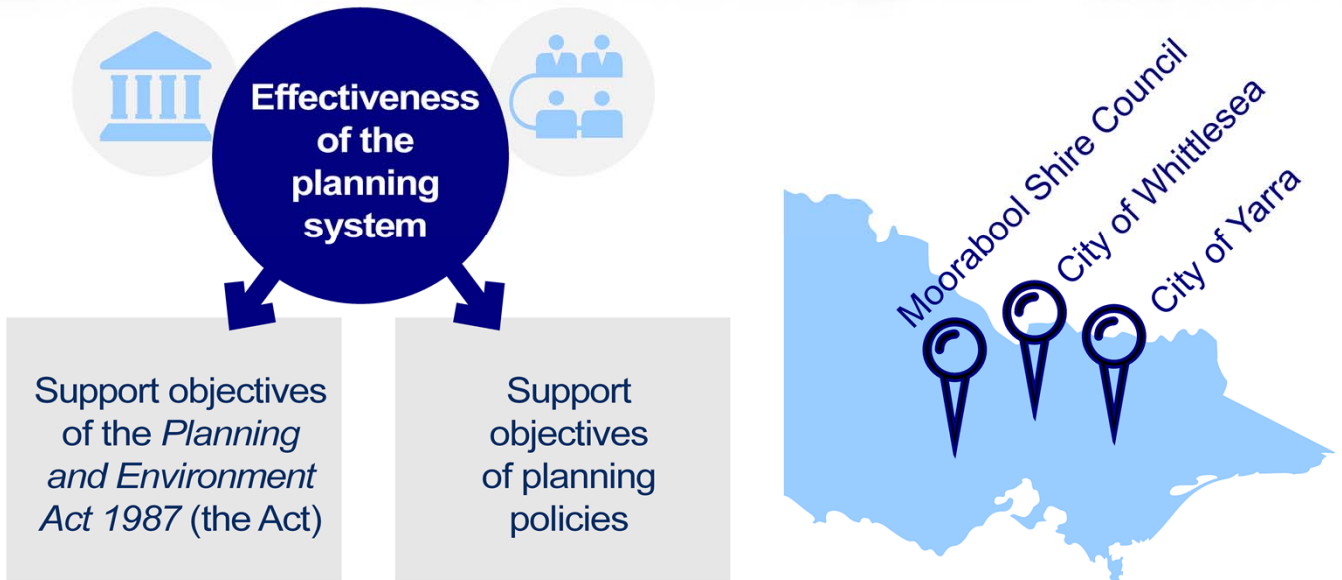 Effectiveness
of the
planning
system
Support objectives
of the Planning
and Environment
Act 1987 (the Act)
Support
objectives
of planning
policies
Moorabool Shire Council
City of Whittlesea
City of Yarra